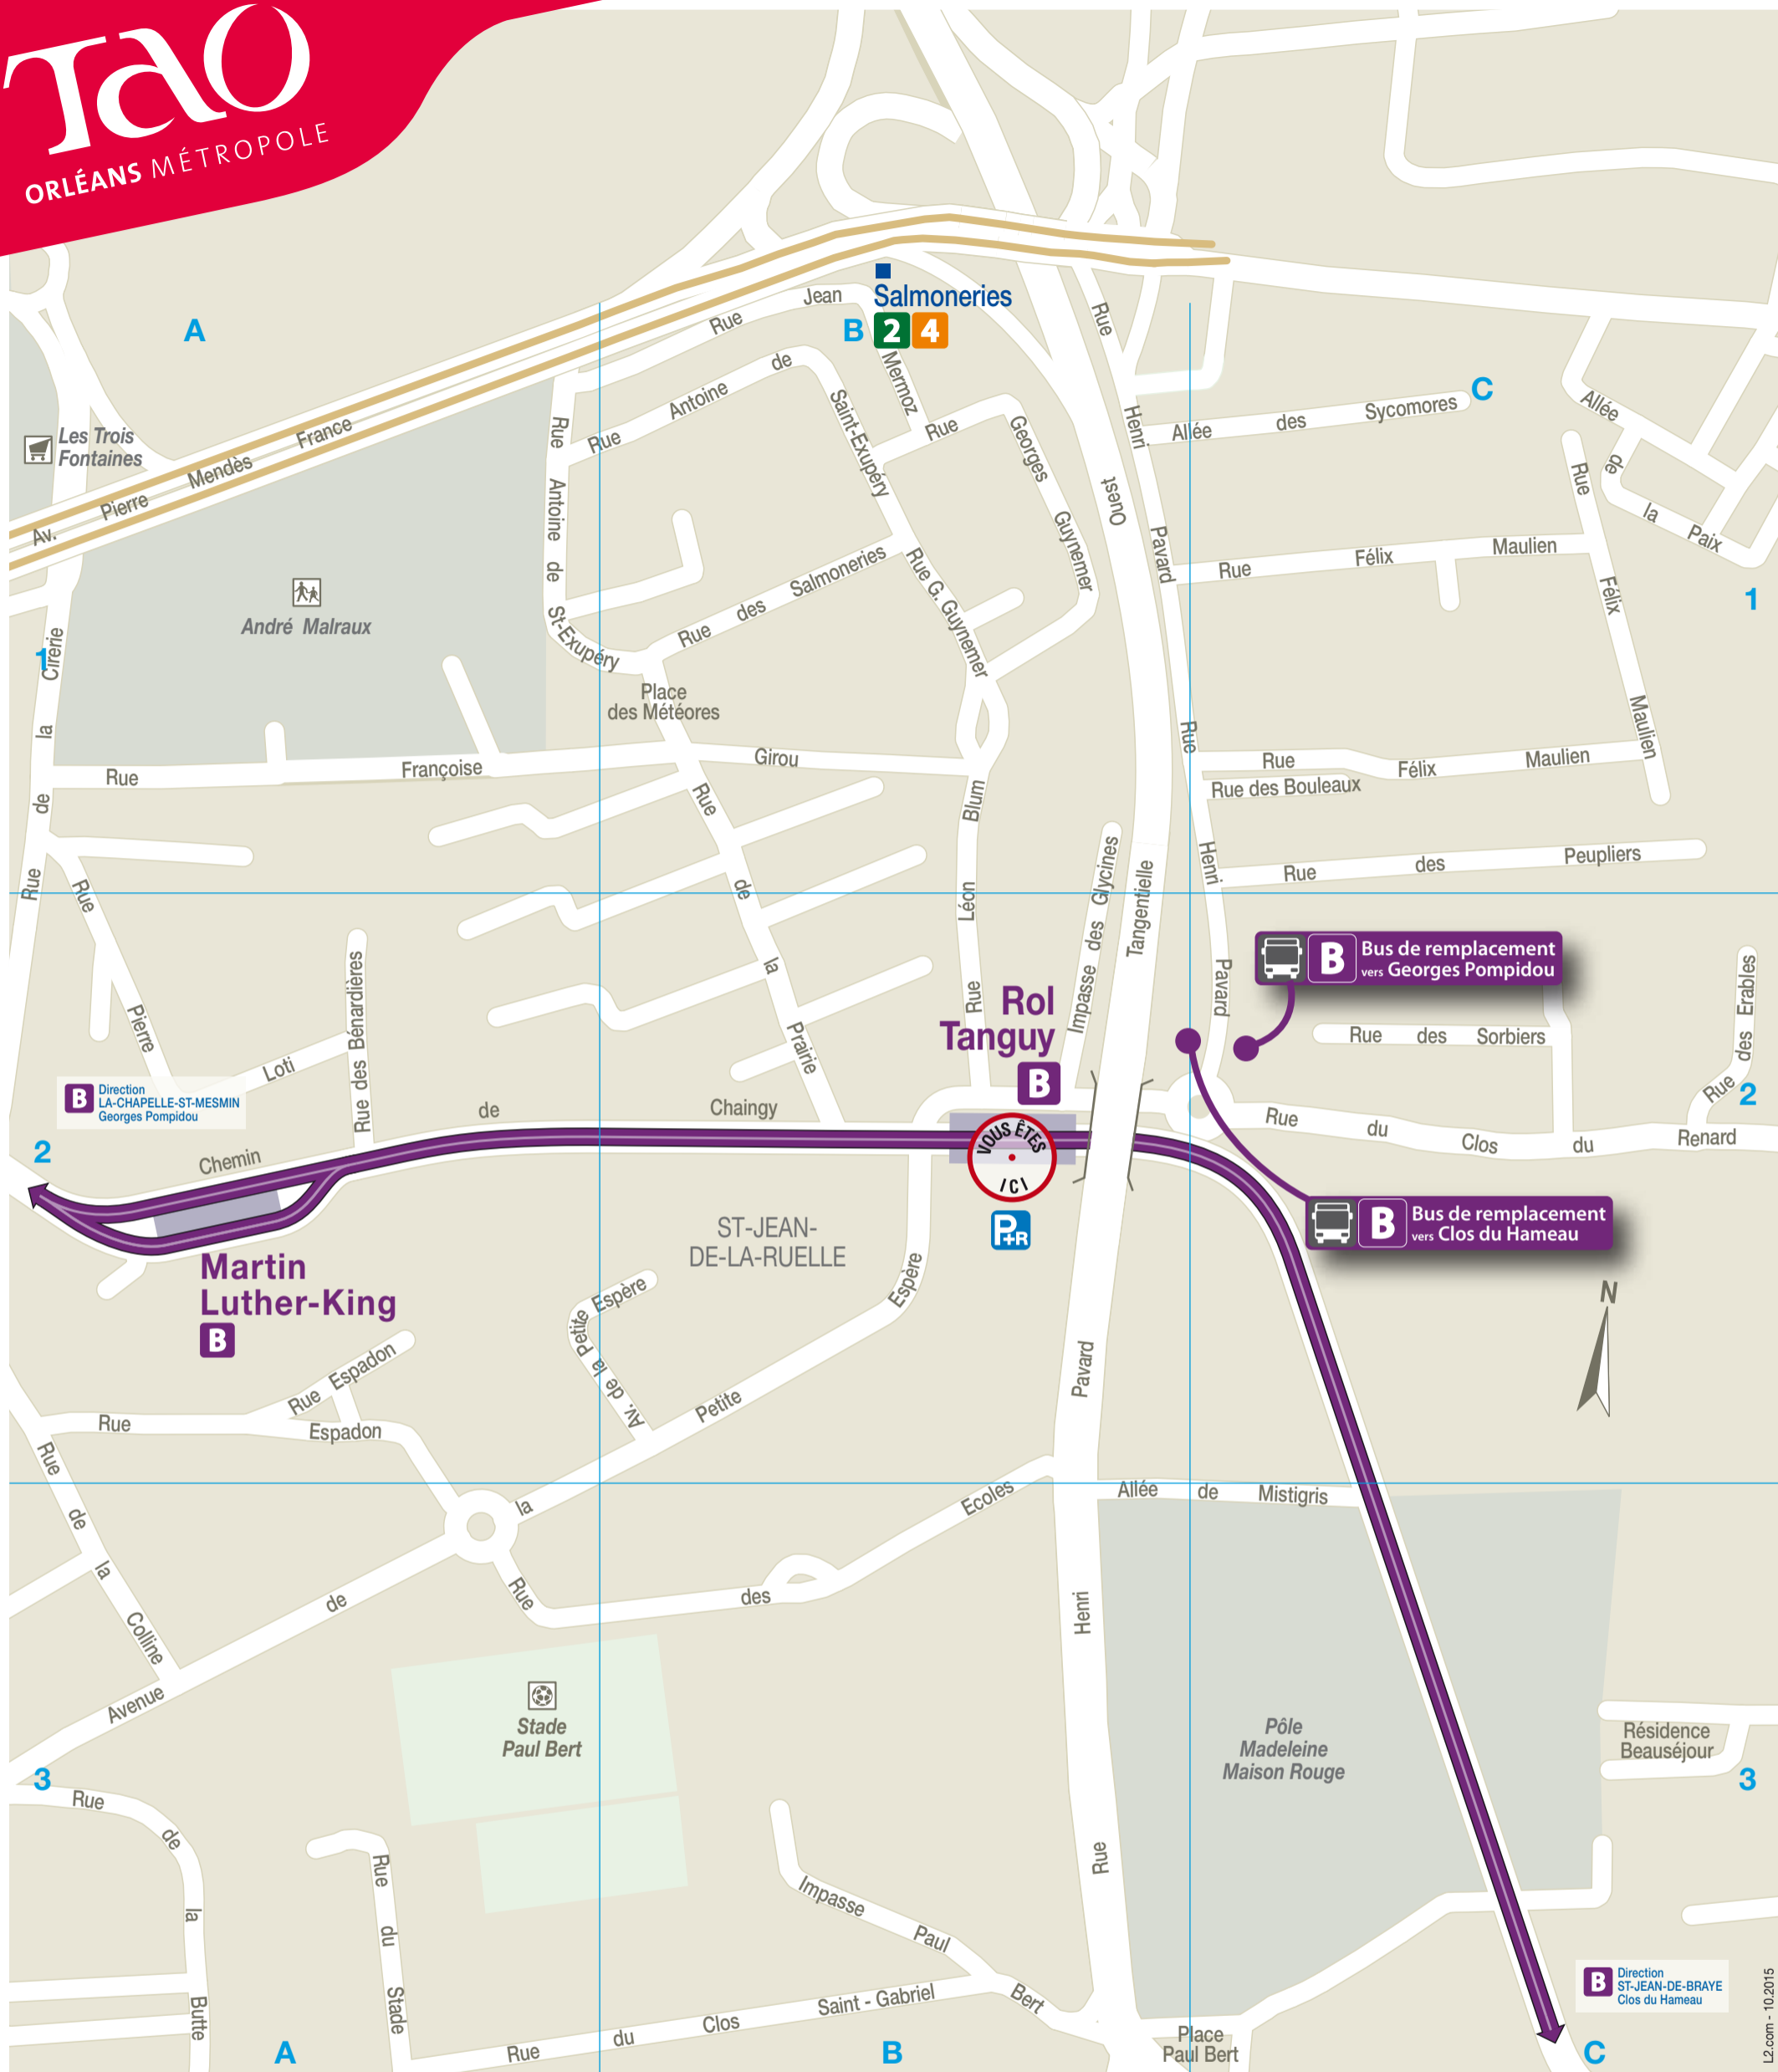 TAO
ORLÉANS MÉTROPOLE
A
B
C
Salmoneries
2 4
Les Trois
Fontaines
Av. Pierre Mendès France
Rue Jean Mermoz
Rue Antoine de Saint-Exupéry
Rue Antoine de St-Exupéry
Rue Georges Guynemer
Rue G. Guynemer
Rue des Salmoneries
Rue Henri Pavard
Ouest
Allée des Sycomores
Allée de la Paix
Rue Félix Maulien
Rue Félix Maulien
1
1
André Malraux
Place
des Météores
Rue de la Cirerie
Rue Françoise Girou
Rue Félix Maulien
Rue des Bouleaux
Rue des Peupliers
Rue Henri Pavard
Rue de la Prairie
Rue Léon Blum
Impasse des Glycines
Tangentielle
Rue Pierre Loti
Rue des Bénardières
Rol
Tanguy
B
B Bus de remplacement
vers Georges Pompidou
Rue des Sorbiers
Rue des Erables
B Direction
LA-CHAPELLE-ST-MESMIN
Georges Pompidou
2
2
Chemin de Chaingy
Rue du Clos du Renard
VOUS ÊTES
ICI
P+R
B Bus de remplacement
vers Clos du Hameau
Martin
Luther-King
B
ST-JEAN-
DE-LA-RUELLE
N
Av. de la Petite Espère
Rue Espadon
Rue Espadon
Avenue de la Petite Espère
Rue de la Colline
Rue des Ecoles
Allée de Mistigris
Rue Henri Pavard
Stade
Paul Bert
Pôle
Madeleine
Maison Rouge
Résidence
Beauséjour
3
3
Rue de la Butte
Rue du Stade
Impasse Paul Bert
Rue du Clos Saint - Gabriel
Place
Paul Bert
B Direction
ST-JEAN-DE-BRAYE
Clos du Hameau
A
B
C
L2.com - 10.2015